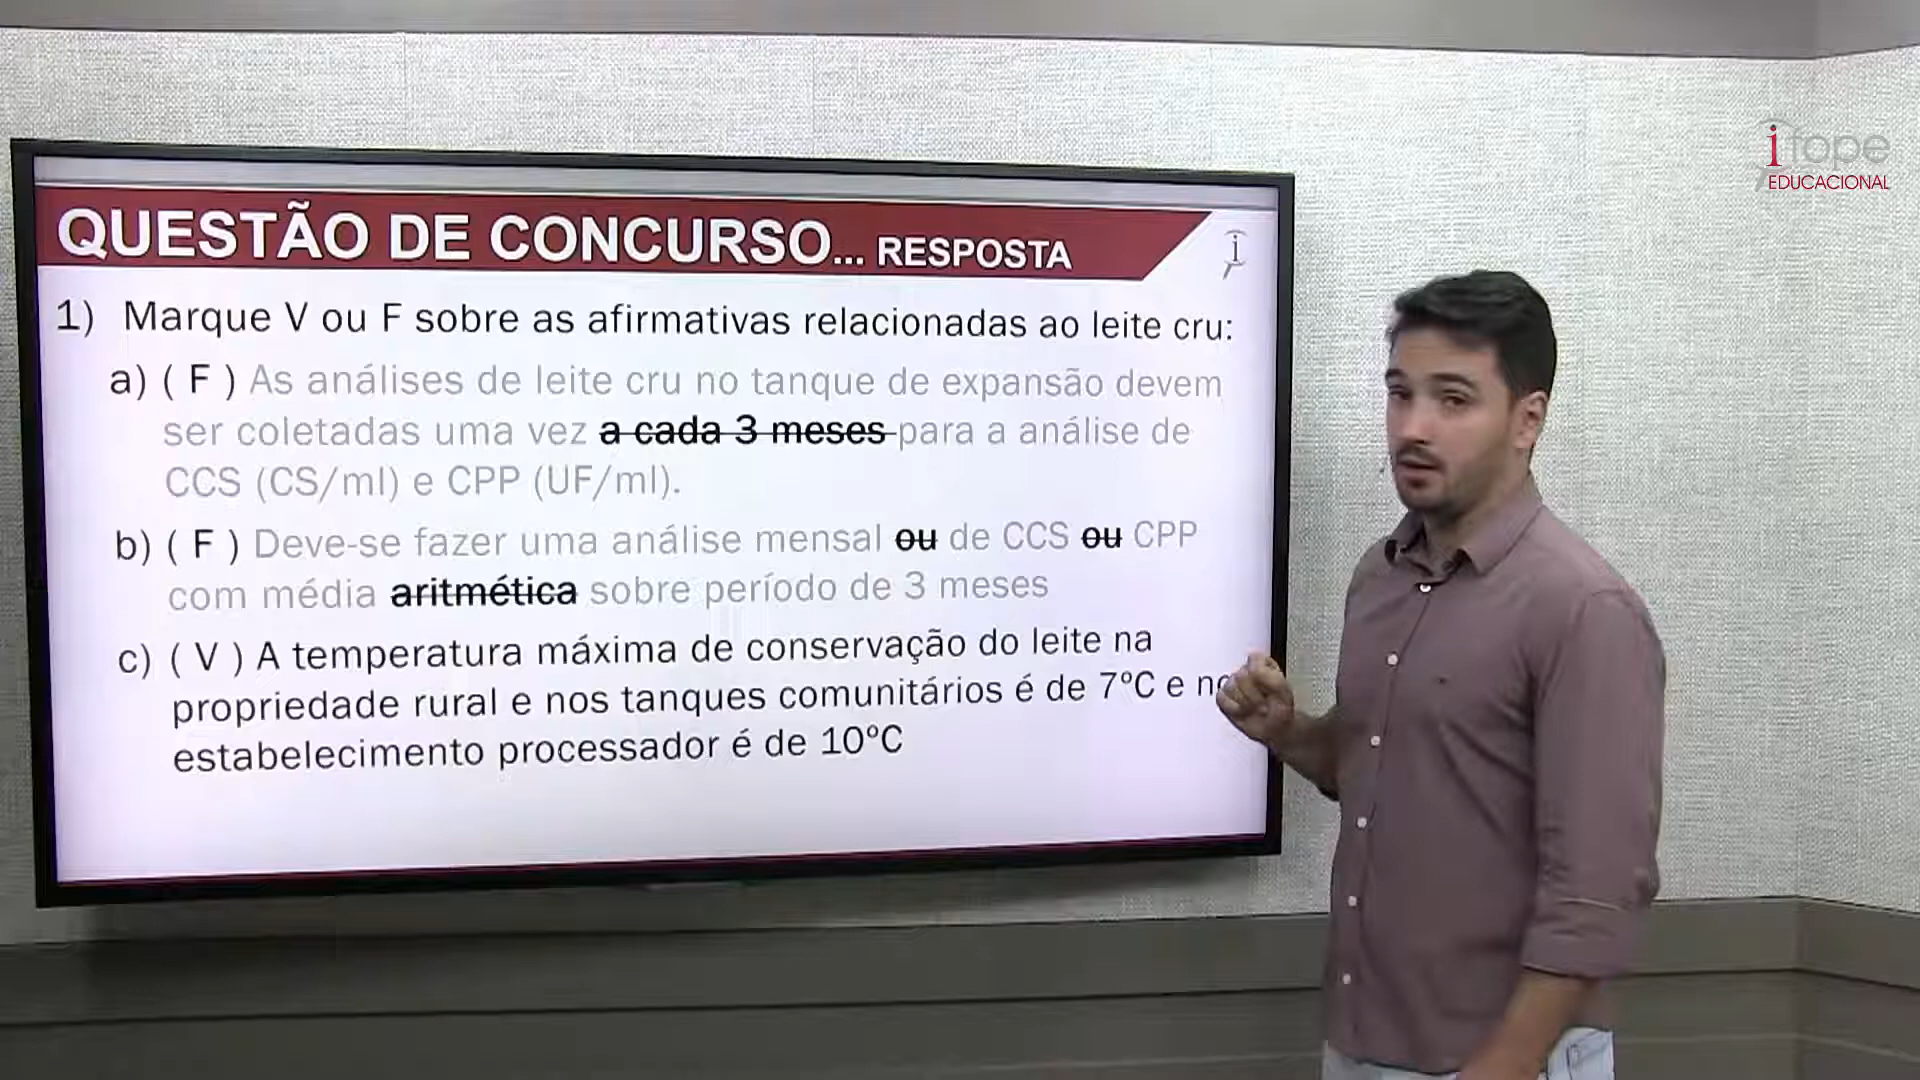 ifope
EDUCACIONAL
QUESTÃO DE CONCURSO... RESPOSTA
1) Marque V ou F sobre as afirmativas relacionadas ao leite cru:
a) ( F ) As análises de leite cru no tanque de expansão devem
ser coletadas uma vez a cada 3 meses para a análise de
CCS (CS/ml) e CPP (UF/ml).
b) ( F ) Deve-se fazer uma análise mensal ou de CCS ou CPP
com média aritmética sobre período de 3 meses
c) ( V ) A temperatura máxima de conservação do leite na
propriedade rural e nos tanques comunitários é de 7°C e
estabelecimento processador é de 10°C